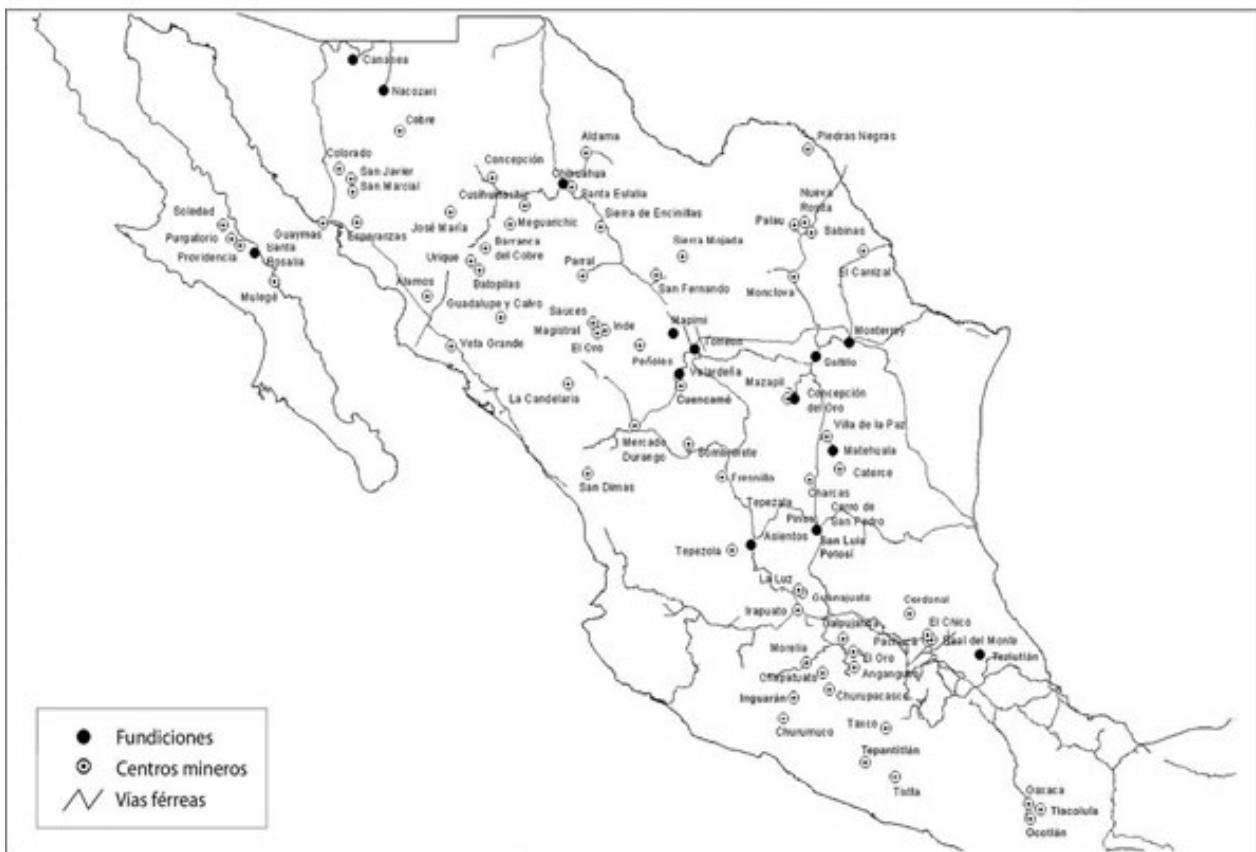 Cananea
Nacozari
Cobre
Aldama
Piedras Negras
Colorado
San Javier
San Marcial
Concepción
Chihuahua
Santa Eulalia
Nueva
Rosita
Cusihuiriachic
Soledad
Guaymas
Esperanzas
José María
Meguarichic
Sierra de Encinillas
Palau
Sabinas
Purgatorio
Providencia
Santa
Rosalia
Barranca
del Cobre
Sierra Mojada
Urique
Batopilas
Parral
San Fernando
El Carrizal
Mulegé
Alamos
Monclova
Guadalupe y Calvo
Sauces
Inde
Mapimí
Magistral
El Oro
Monterrey
Veta Grande
Peñoles
Torreón
Saltillo
Velardeña
La Candelaria
Cuencamé
Mazapil
Concepción
del Oro
Villa de la Paz
Mercado
Durango
Sombrerete
Matehuala
San Dimas
Fresnillo
Catorce
Charcas
Tepezala
Pinos
Cerro de
San Pedro
Tepezola
Asientos
San Luis
Potosí
La Luz
Guanajuato
Irapuato
Cardonal
Tlalpujahua
El Chico
Pachuca
Real del Monte
Morelia
El Oro
Teziutlán
Angangueo
Inguarán
Churumuco
Taxco
Tepantitlán
Oaxaca
Tlacolula
Ocotlán
Fundiciones
Centros mineros
Vías férreas